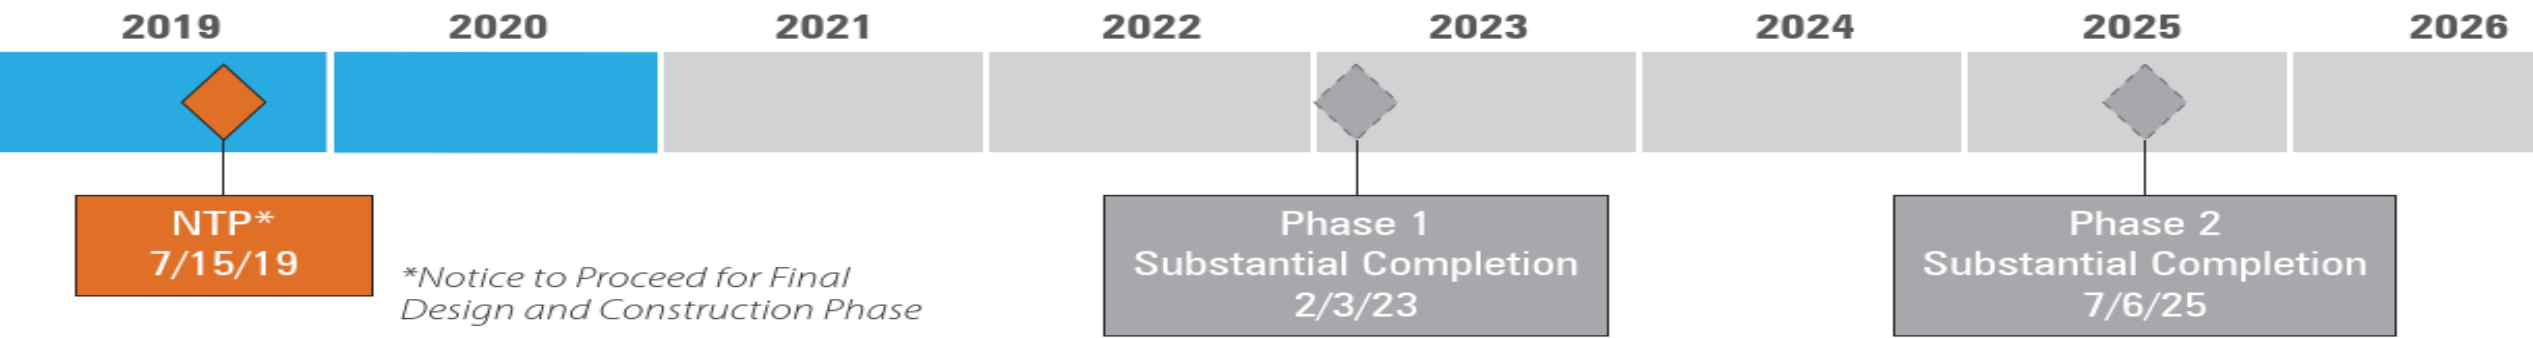 2019 2020 2021 2022 2023 2024 2025 2026
NTP*
7/15/19
*Notice to Proceed for Final
Design and Construction Phase
Phase 1
Substantial Completion
2/3/23
Phase 2
Substantial Completion
7/6/25